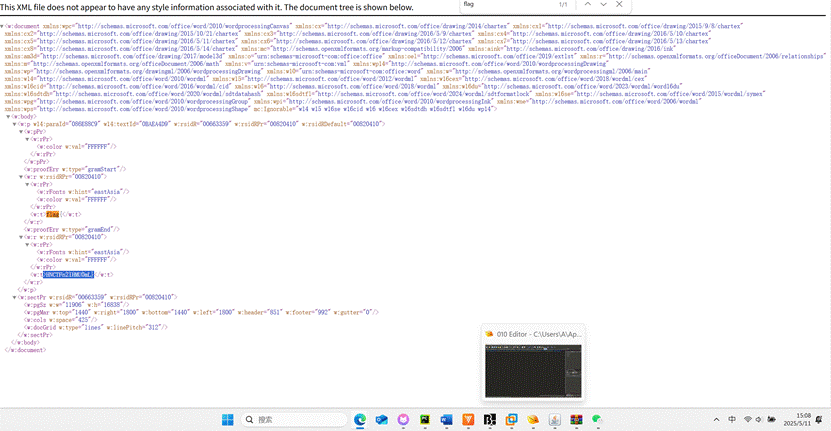 This XML file does not appear to have any style information associated with it. The document tree is shown below.
flag
1/1
▼<w:document xmlns:wpc="http://schemas.microsoft.com/office/word/2010/wordprocessingCanvas" xmlns:cx="http://schemas.microsoft.com/office/drawing/2014/chartex" xmlns:cx1="http://schemas.microsoft.com/office/drawing/2015/9/8/chartex"
xmlns:cx2="http://schemas.microsoft.com/office/drawing/2015/10/21/chartex" xmlns:cx3="http://schemas.microsoft.com/office/drawing/2016/5/9/chartex" xmlns:cx4="http://schemas.microsoft.com/office/drawing/2016/5/10/chartex"
xmlns:cx5="http://schemas.microsoft.com/office/drawing/2016/5/11/chartex" xmlns:cx6="http://schemas.microsoft.com/office/drawing/2016/5/12/chartex" xmlns:cx7="http://schemas.microsoft.com/office/drawing/2016/5/13/chartex"
xmlns:cx8="http://schemas.microsoft.com/office/drawing/2016/5/14/chartex" xmlns:mc="http://schemas.openxmlformats.org/markup-compatibility/2006" xmlns:aink="http://schemas.microsoft.com/office/drawing/2016/ink"
xmlns:am3d="http://schemas.microsoft.com/office/drawing/2017/model3d" xmlns:o="urn:schemas-microsoft-com:office:office" xmlns:oel="http://schemas.microsoft.com/office/2019/extlst" xmlns:r="http://schemas.openxmlformats.org/officeDocument/2006/relationships"
xmlns:m="http://schemas.openxmlformats.org/officeDocument/2006/math" xmlns:v="urn:schemas-microsoft-com:vml" xmlns:wp14="http://schemas.microsoft.com/office/word/2010/wordprocessingDrawing"
xmlns:wp="http://schemas.openxmlformats.org/drawingml/2006/wordprocessingDrawing" xmlns:w10="urn:schemas-microsoft-com:office:word" xmlns:w="http://schemas.openxmlformats.org/wordprocessingml/2006/main"
xmlns:w14="http://schemas.microsoft.com/office/word/2010/wordml" xmlns:w15="http://schemas.microsoft.com/office/word/2012/wordml" xmlns:w16cex="http://schemas.microsoft.com/office/word/2018/wordml/cex"
xmlns:w16cid="http://schemas.microsoft.com/office/word/2016/wordml/cid" xmlns:w16="http://schemas.microsoft.com/office/word/2018/wordml" xmlns:w16du="http://schemas.microsoft.com/office/word/2023/wordml/word16du"
xmlns:w16sdtdh="http://schemas.microsoft.com/office/word/2020/wordml/sdtdatahash" xmlns:w16sdtfl="http://schemas.microsoft.com/office/word/2024/wordml/sdtformatlock" xmlns:w16se="http://schemas.microsoft.com/office/word/2015/wordml/symex"
xmlns:wpg="http://schemas.microsoft.com/office/word/2010/wordprocessingGroup" xmlns:wpi="http://schemas.microsoft.com/office/word/2010/wordprocessingInk" xmlns:wne="http://schemas.microsoft.com/office/word/2006/wordml"
xmlns:wps="http://schemas.microsoft.com/office/word/2010/wordprocessingShape" mc:Ignorable="w14 w15 w16se w16cid w16 w16cex w16sdtdh w16sdtfl w16du wp14">
▼<w:body>
▼<w:p w14:paraId="086E88C9" w14:textId="0BAEA4D9" w:rsidR="00663359" w:rsidRPr="00820410" w:rsidRDefault="00820410">
▼<w:pPr>
▼<w:rPr>
<w:color w:val="FFFFFF"/>
</w:rPr>
</w:pPr>
<w:proofErr w:type="gramStart"/>
▼<w:r w:rsidRPr="00820410">
▼<w:rPr>
<w:rFonts w:hint="eastAsia"/>
<w:color w:val="FFFFFF"/>
</w:rPr>
<w:t>flag{</w:t>
</w:r>
<w:proofErr w:type="gramEnd"/>
▼<w:r w:rsidRPr="00820410">
▼<w:rPr>
<w:rFonts w:hint="eastAsia"/>
<w:color w:val="FFFFFF"/>
</w:rPr>
</w:t>
</w:r>
</w:p>
▼<w:sectPr w:rsidR="00663359" w:rsidRPr="00820410">
<w:pgSz w:w="11906" w:h="16838"/>
<w:pgMar w:top="1440" w:right="1800" w:bottom="1440" w:left="1800" w:header="851" w:footer="992" w:gutter="0"/>
<w:cols w:space="425"/>
<w:docGrid w:type="lines" w:linePitch="312"/>
</w:sectPr>
</w:body>
</w:document>
010 Editor - C:\Users\A\Ap...
搜索
中
15:08
2025/5/11